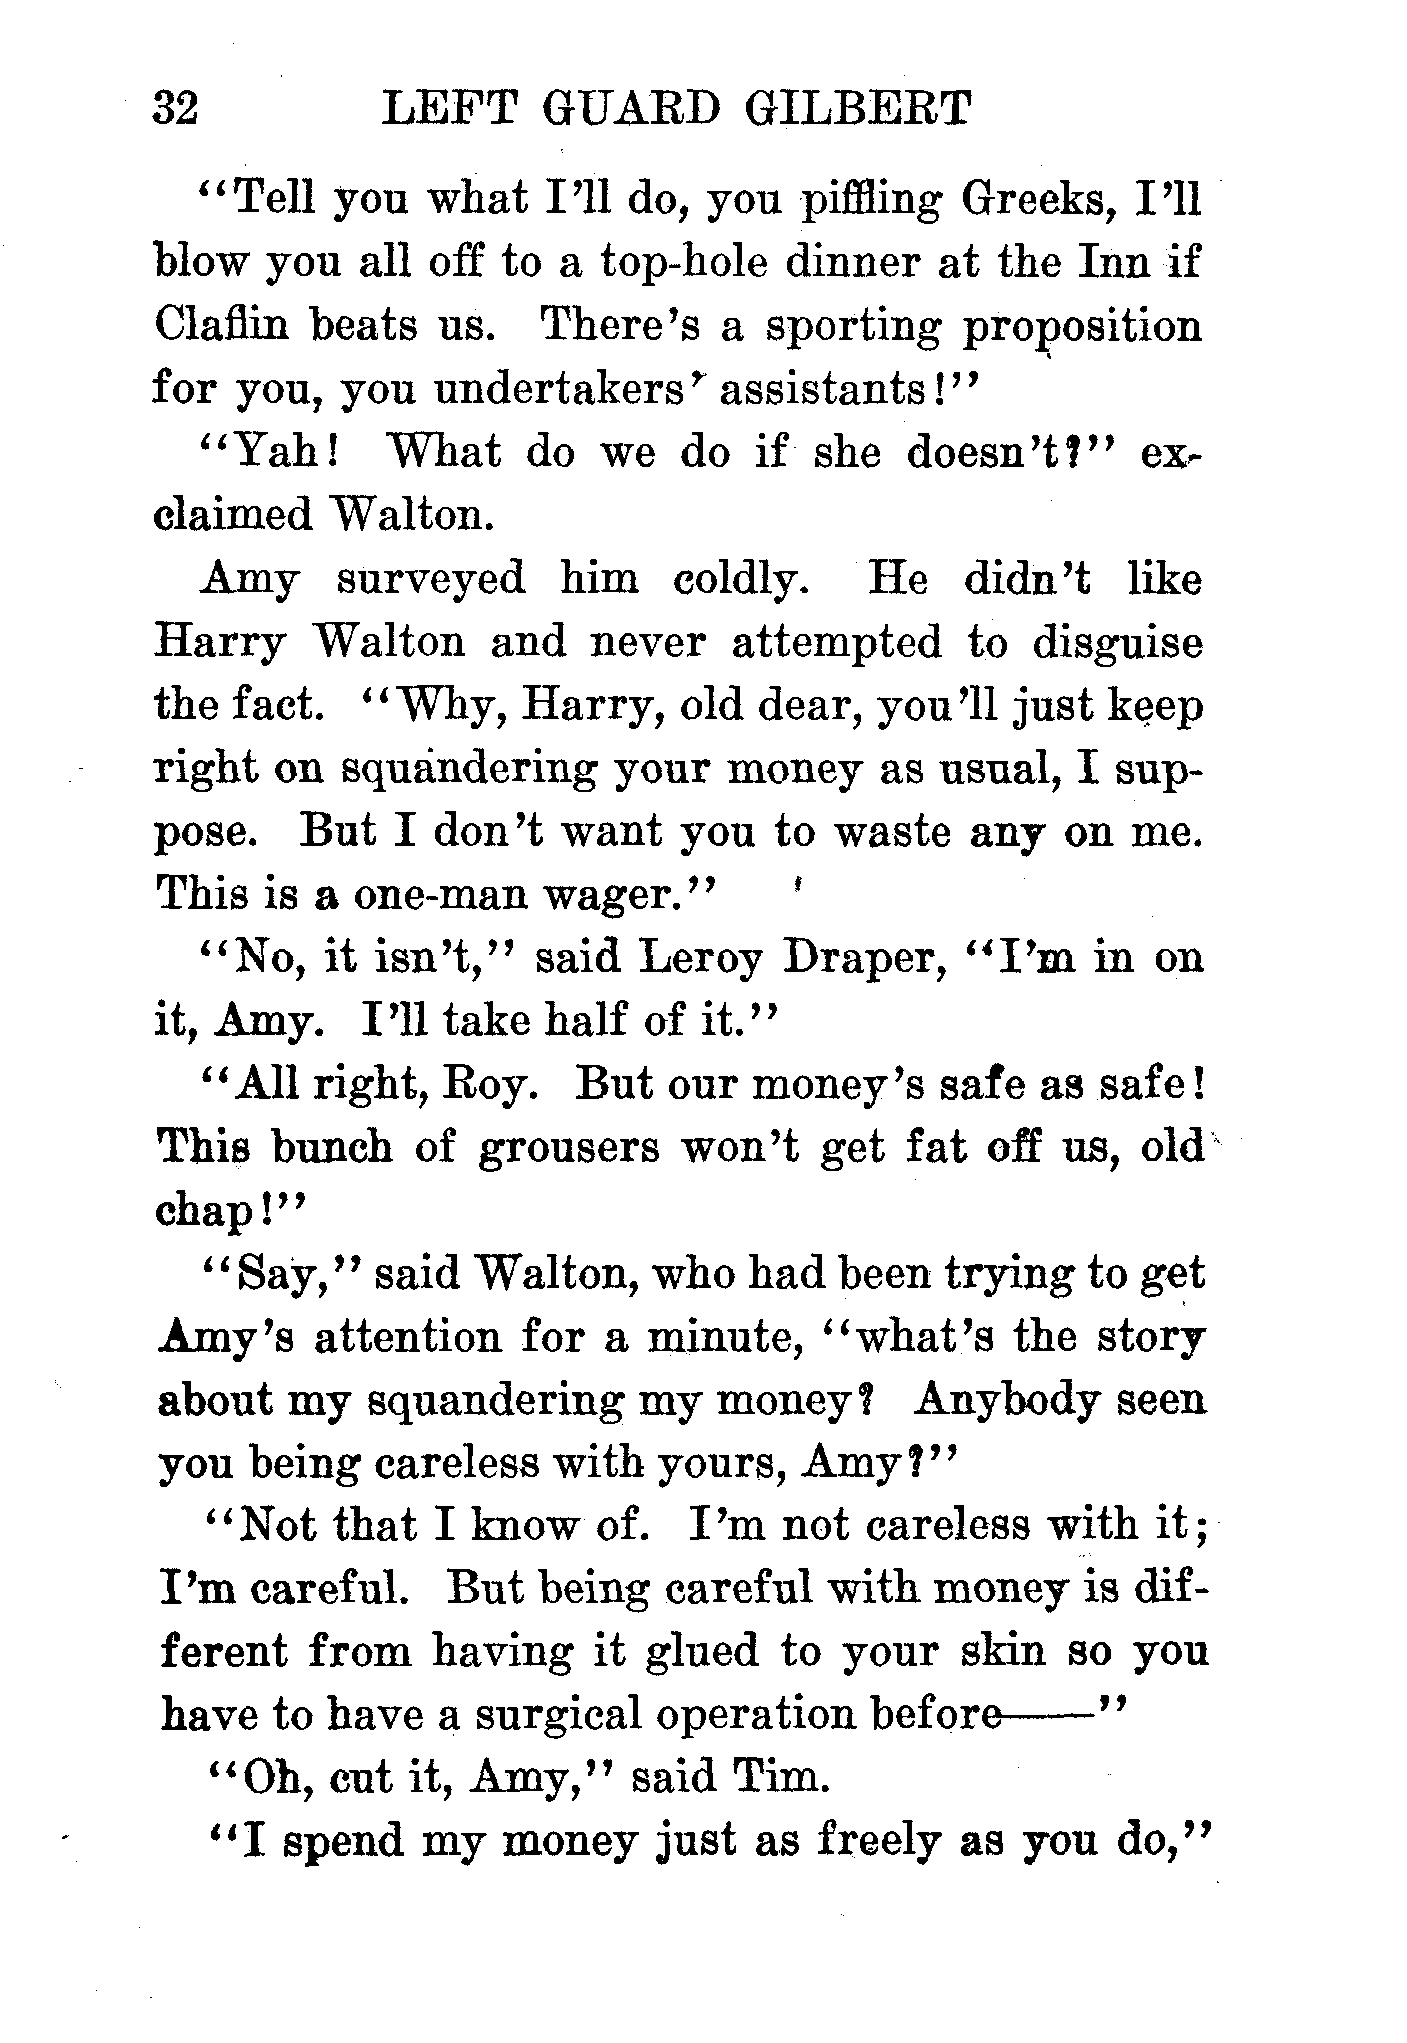 32 LEFT GUARD GILBERT
“Tell you what I’ll do, you piffling Greeks, I’ll
blow you all off to a top-hole dinner at the Inn if
Claflin beats us. There’s a sporting proposition
for you, you undertakers’ assistants!”
“Yah! What do we do if she doesn’t?” ex-
claimed Walton.
Amy surveyed him coldly. He didn’t like
Harry Walton and never attempted to disguise
the fact. “Why, Harry, old dear, you’ll just keep
right on squandering your money as usual, I sup-
pose. But I don’t want you to waste any on me.
This is a one-man wager.”
“No, it isn’t,” said Leroy Draper, “I’m in on
it, Amy. I’ll take half of it.”
“All right, Roy. But our money’s safe as safe!
This bunch of grousers won’t get fat off us, old
chap!”
“Say,” said Walton, who had been trying to get
Amy’s attention for a minute, “what’s the story
about my squandering my money? Anybody seen
you being careless with yours, Amy?”
“Not that I know of. I’m not careless with it;
I’m careful. But being careful with money is dif-
ferent from having it glued to your skin so you
have to have a surgical operation before——”
“Oh, cut it, Amy,” said Tim.
“I spend my money just as freely as you do,”